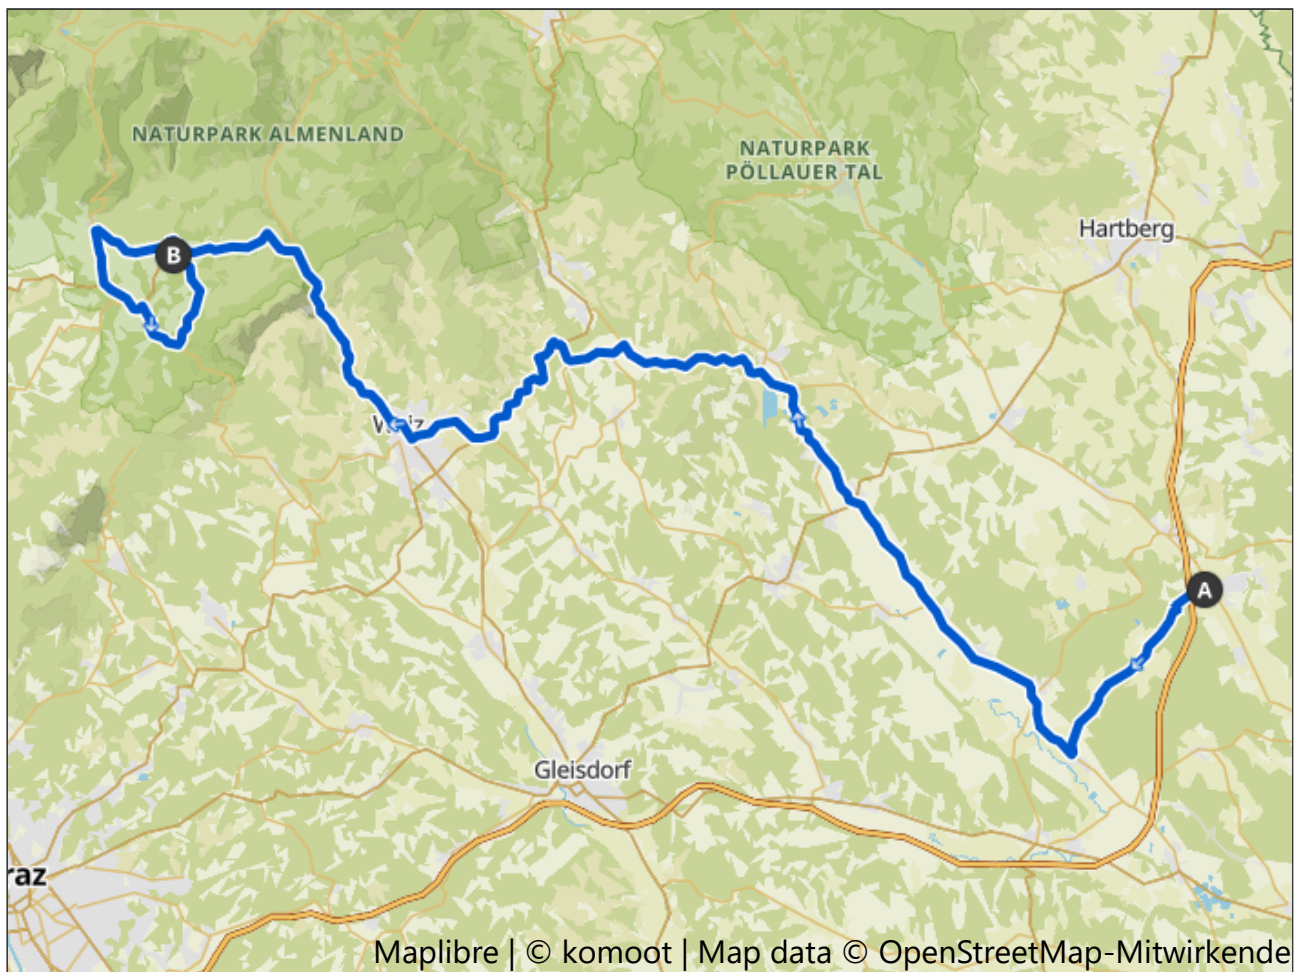 NATURPARK ALMENLAND
NATURPARK
PÖLLAUER TAL
Hartberg
B
A
Gleisdorf
raz
Maplibre | © komoot | Map data © OpenStreetMap-Mitwirkende